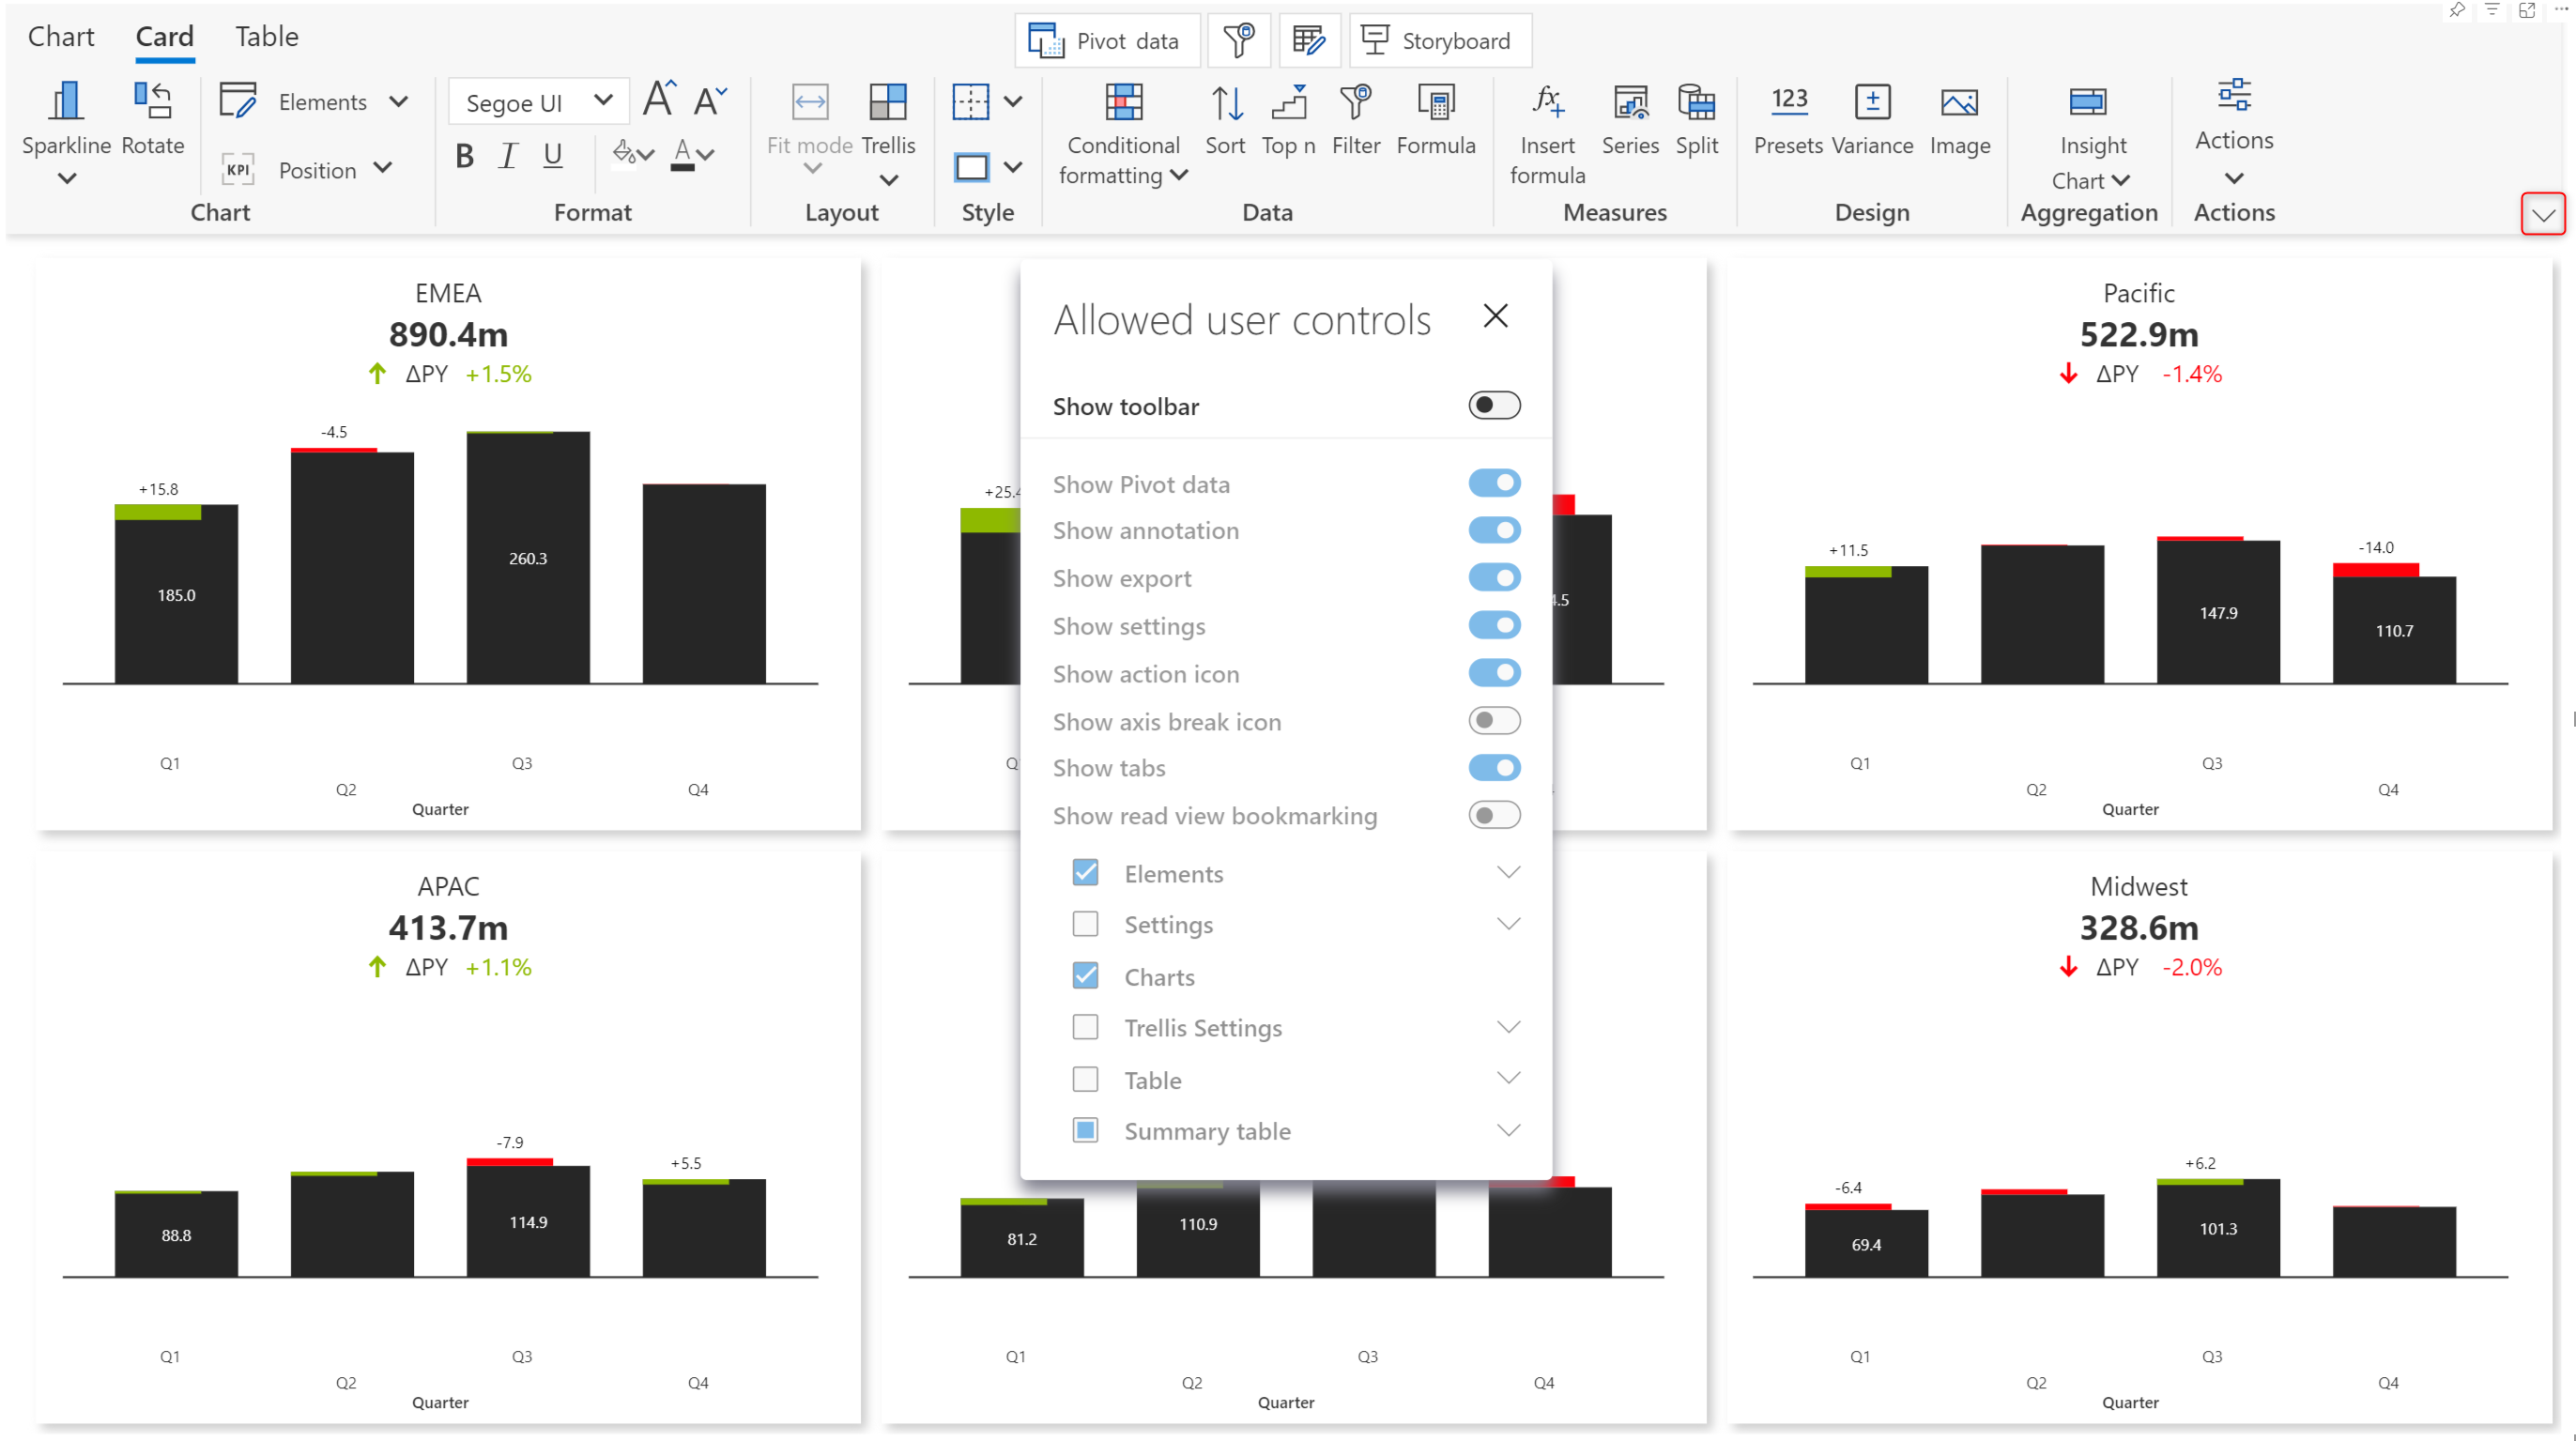 Chart Card Table
Pivot data Storyboard
Sparkline Rotate
Elements
KPI Position
Chart
Segoe UI A A
B I U A
Format
Fit mode Trellis
Layout
Style
Conditional formatting Sort Top n Filter Formula
Data
fx Insert formula Series Split
Measures
123 Presets Variance Image
Design
Insight Chart
Aggregation
Actions
Actions
EMEA
890.4m
ΔPY +1.5%
+15.8
-4.5
185.0
260.3
Q1
Q2
Q3
Q4
Quarter
+25.4
Allowed user controls
Show toolbar
Show Pivot data
Show annotation
Show export
Show settings
Show action icon
Show axis break icon
Show tabs
Show read view bookmarking
Elements
Settings
Charts
Trellis Settings
Table
Summary table
Pacific
522.9m
ΔPY -1.4%
+11.5
-14.0
147.9
110.7
Q1
Q2
Q3
Q4
Quarter
APAC
413.7m
ΔPY +1.1%
-7.9
+5.5
88.8
114.9
Q1
Q2
Q3
Q4
Quarter
81.2
110.9
Q1
Q2
Q3
Q4
Quarter
Midwest
328.6m
ΔPY -2.0%
-6.4
+6.2
69.4
101.3
Q1
Q2
Q3
Q4
Quarter